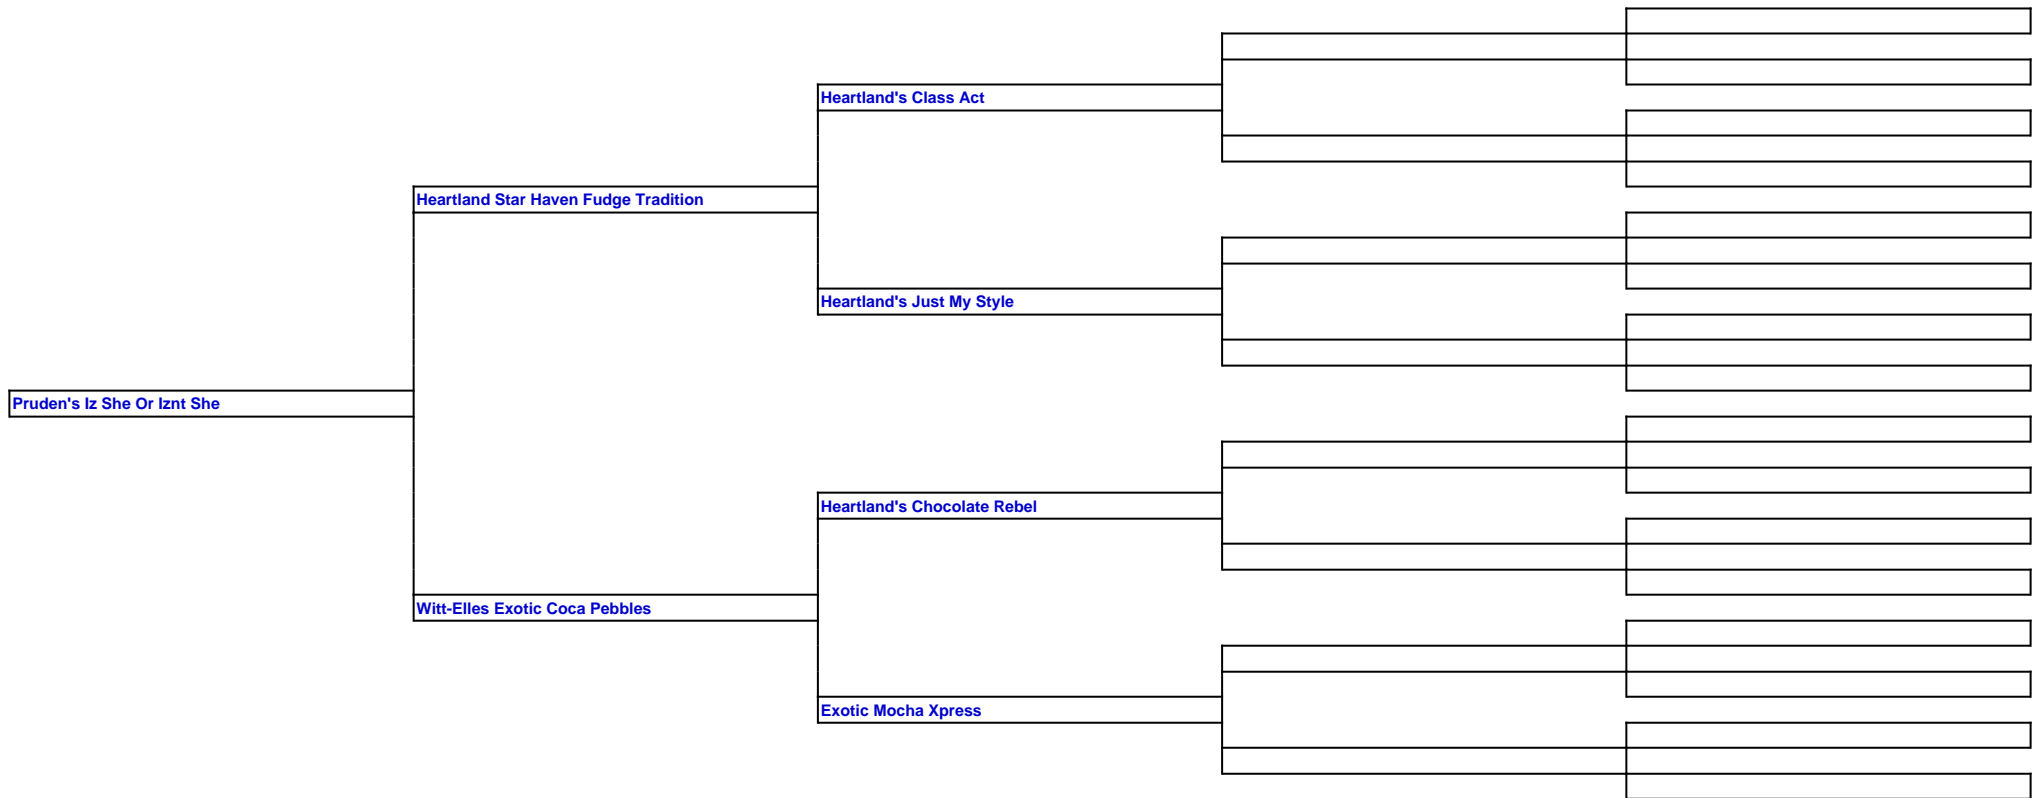 Heartland's Class Act
Heartland Star Haven Fudge Tradition
Heartland's Just My Style
Pruden's Iz She Or Iznt She
Heartland's Chocolate Rebel
Witt-Elles Exotic Coca Pebbles
Exotic Mocha Xpress